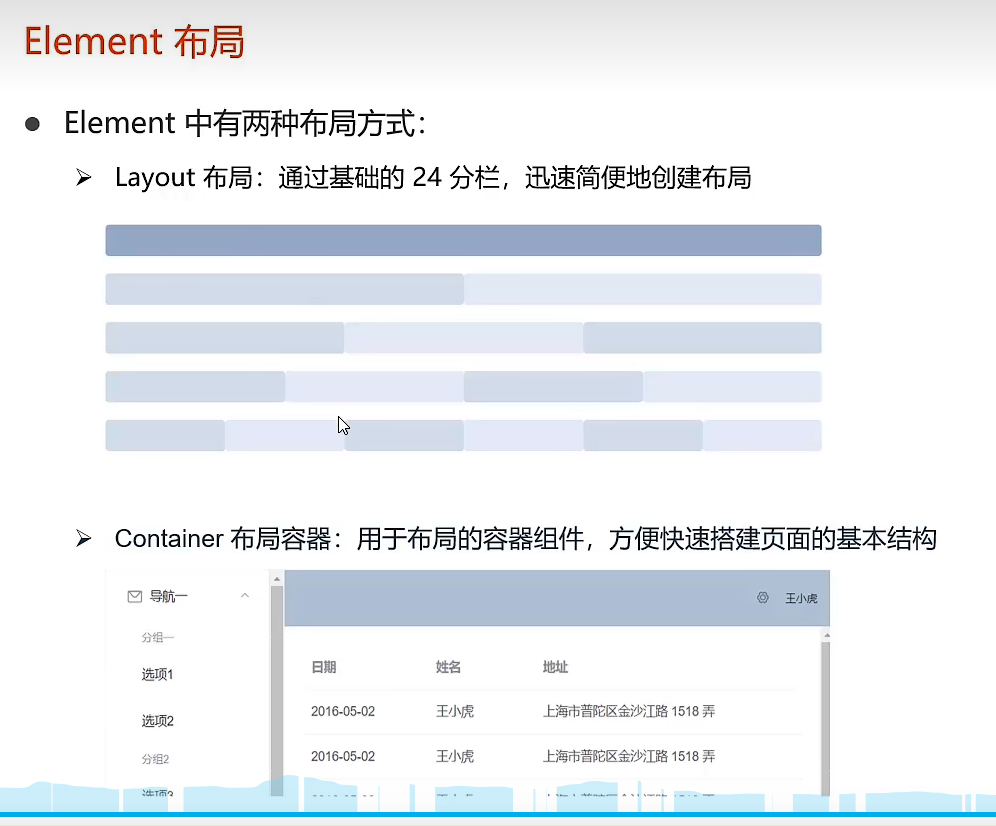 Element 布局
Element 中有两种布局方式：
Layout 布局：通过基础的 24 分栏，迅速简便地创建布局
Container 布局容器：用于布局的容器组件，方便快速搭建页面的基本结构
导航一
王小虎
分组一
选项1
选项2
分组2
选项3
日期 姓名 地址
2016-05-02 王小虎 上海市普陀区金沙江路 1518 弄
2016-05-02 王小虎 上海市普陀区金沙江路 1518 弄